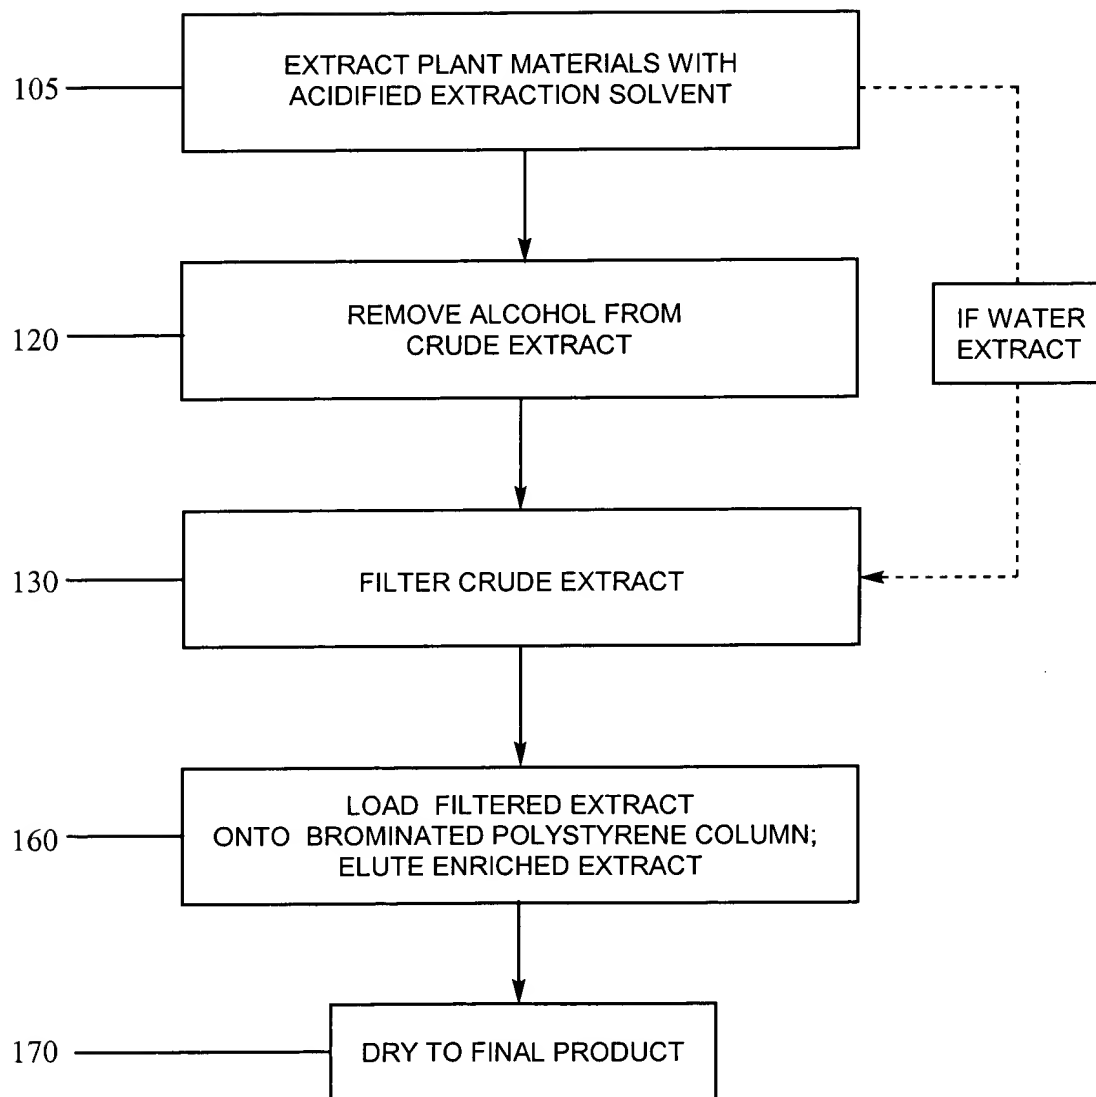 105
EXTRACT PLANT MATERIALS WITH
ACIDIFIED EXTRACTION SOLVENT
120
REMOVE ALCOHOL FROM
CRUDE EXTRACT
IF WATER
EXTRACT
130
FILTER CRUDE EXTRACT
160
LOAD FILTERED EXTRACT
ONTO BROMINATED POLYSTYRENE COLUMN;
ELUTE ENRICHED EXTRACT
170
DRY TO FINAL PRODUCT